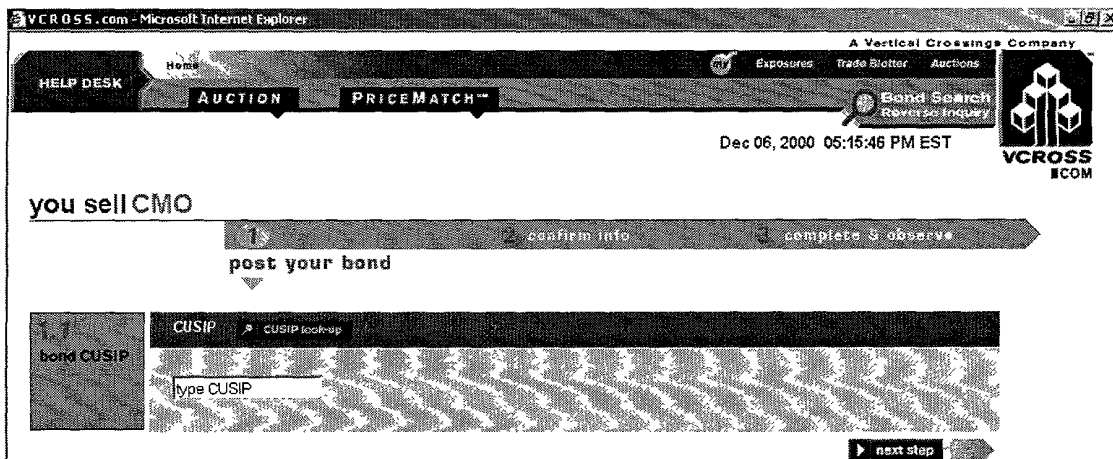 VCROSS.com - Microsoft Internet Explorer
A Vertical Crossings Company
Home my Exposures Trade Blotter Auctions
HELP DESK
AUCTION PRICEMATCH℠
Bond Search
Reverse Inquiry
Dec 06, 2000 05:15:46 PM EST
VCROSS
.COM
you sell CMO
1 2 confirm info 3 complete & observe
post your bond
1.1 CUSIP CUSIP look-up
bond CUSIP
type CUSIP
next step